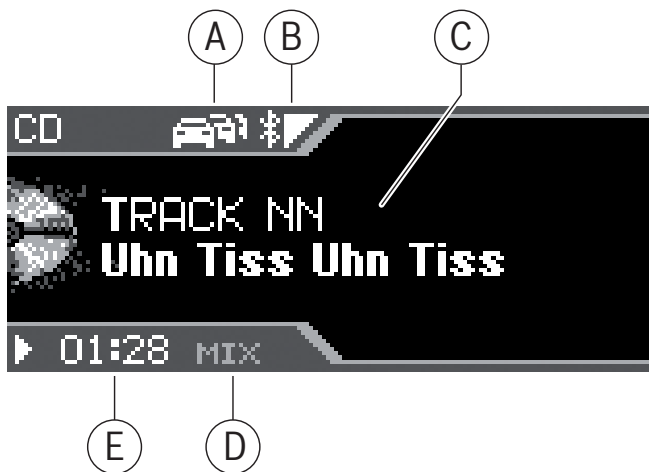 A B C
CD
TRACK NN
Uhn Tiss Uhn Tiss
01:28 MIX
E D